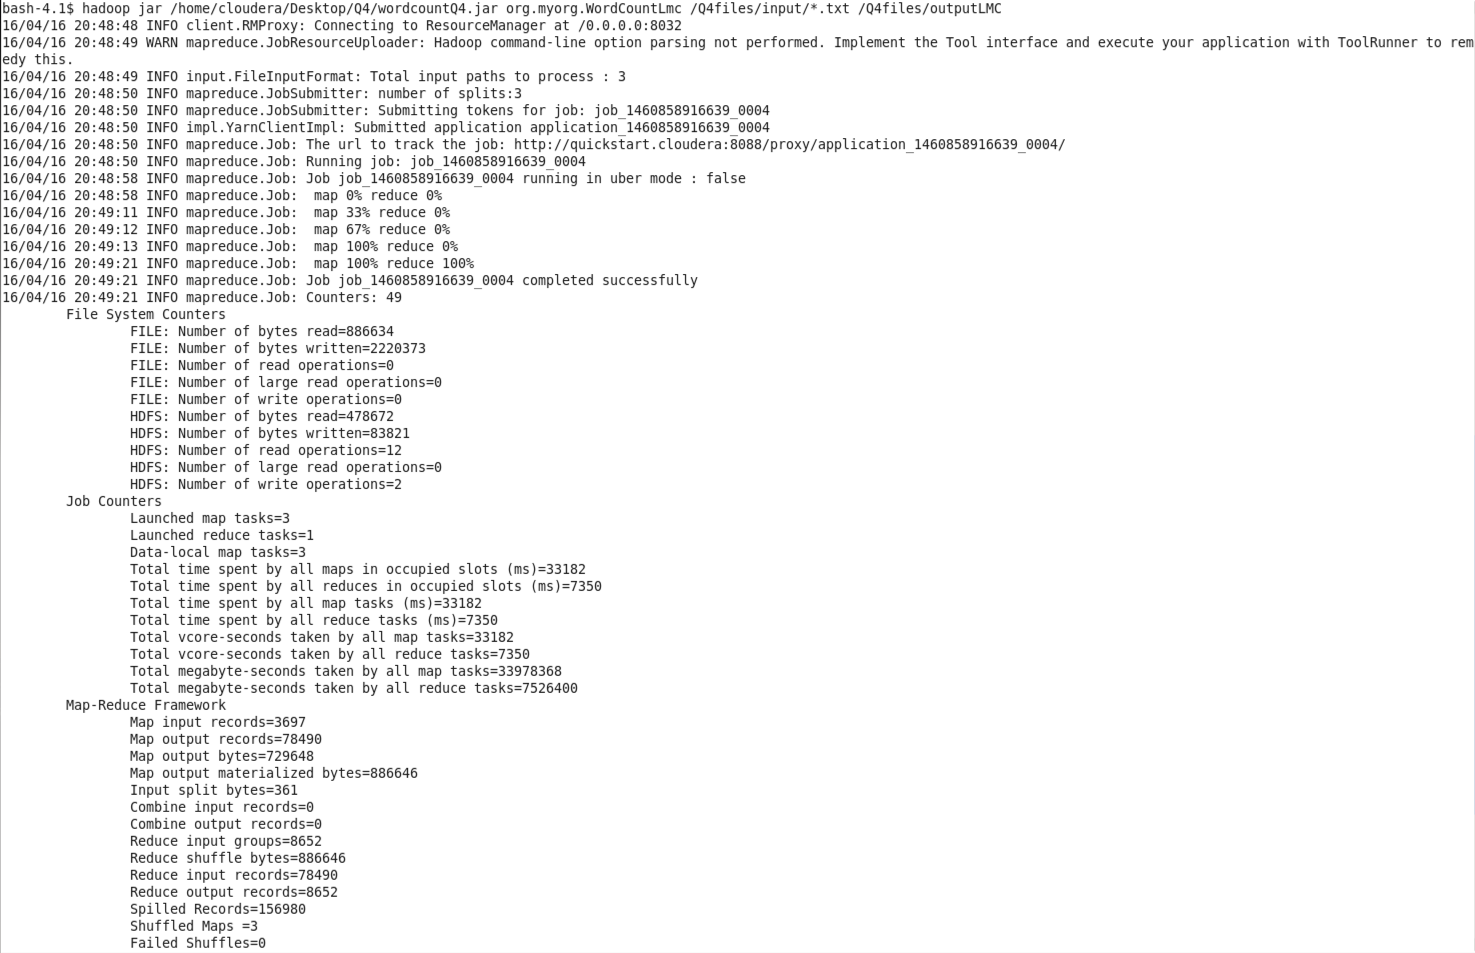 bash-4.1$ hadoop jar /home/cloudera/Desktop/Q4/wordcountQ4.jar org.myorg.WordCountLmc /Q4files/input/*.txt /Q4files/outputLMC
16/04/16 20:48:48 INFO client.RMProxy: Connecting to ResourceManager at /0.0.0.0:8032
16/04/16 20:48:49 WARN mapreduce.JobResourceUploader: Hadoop command-line option parsing not performed. Implement the Tool interface and execute your application with ToolRunner to rem
edy this.
16/04/16 20:48:49 INFO input.FileInputFormat: Total input paths to process : 3
16/04/16 20:48:50 INFO mapreduce.JobSubmitter: number of splits:3
16/04/16 20:48:50 INFO mapreduce.JobSubmitter: Submitting tokens for job: job_1460858916639_0004
16/04/16 20:48:50 INFO impl.YarnClientImpl: Submitted application application_1460858916639_0004
16/04/16 20:48:50 INFO mapreduce.Job: The url to track the job: http://quickstart.cloudera:8088/proxy/application_1460858916639_0004/
16/04/16 20:48:50 INFO mapreduce.Job: Running job: job_1460858916639_0004
16/04/16 20:48:58 INFO mapreduce.Job: Job job_1460858916639_0004 running in uber mode : false
16/04/16 20:48:58 INFO mapreduce.Job:  map 0% reduce 0%
16/04/16 20:49:11 INFO mapreduce.Job:  map 33% reduce 0%
16/04/16 20:49:12 INFO mapreduce.Job:  map 67% reduce 0%
16/04/16 20:49:13 INFO mapreduce.Job:  map 100% reduce 0%
16/04/16 20:49:21 INFO mapreduce.Job:  map 100% reduce 100%
16/04/16 20:49:21 INFO mapreduce.Job: Job job_1460858916639_0004 completed successfully
16/04/16 20:49:21 INFO mapreduce.Job: Counters: 49
File System Counters
FILE: Number of bytes read=886634
FILE: Number of bytes written=2220373
FILE: Number of read operations=0
FILE: Number of large read operations=0
FILE: Number of write operations=0
HDFS: Number of bytes read=478672
HDFS: Number of bytes written=83821
HDFS: Number of read operations=12
HDFS: Number of large read operations=0
HDFS: Number of write operations=2
Job Counters
Launched map tasks=3
Launched reduce tasks=1
Data-local map tasks=3
Total time spent by all maps in occupied slots (ms)=33182
Total time spent by all reduces in occupied slots (ms)=7350
Total time spent by all map tasks (ms)=33182
Total time spent by all reduce tasks (ms)=7350
Total vcore-seconds taken by all map tasks=33182
Total vcore-seconds taken by all reduce tasks=7350
Total megabyte-seconds taken by all map tasks=33978368
Total megabyte-seconds taken by all reduce tasks=7526400
Map-Reduce Framework
Map input records=3697
Map output records=78490
Map output bytes=729648
Map output materialized bytes=886646
Input split bytes=361
Combine input records=0
Combine output records=0
Reduce input groups=8652
Reduce shuffle bytes=886646
Reduce input records=78490
Reduce output records=8652
Spilled Records=156980
Shuffled Maps =3
Failed Shuffles=0